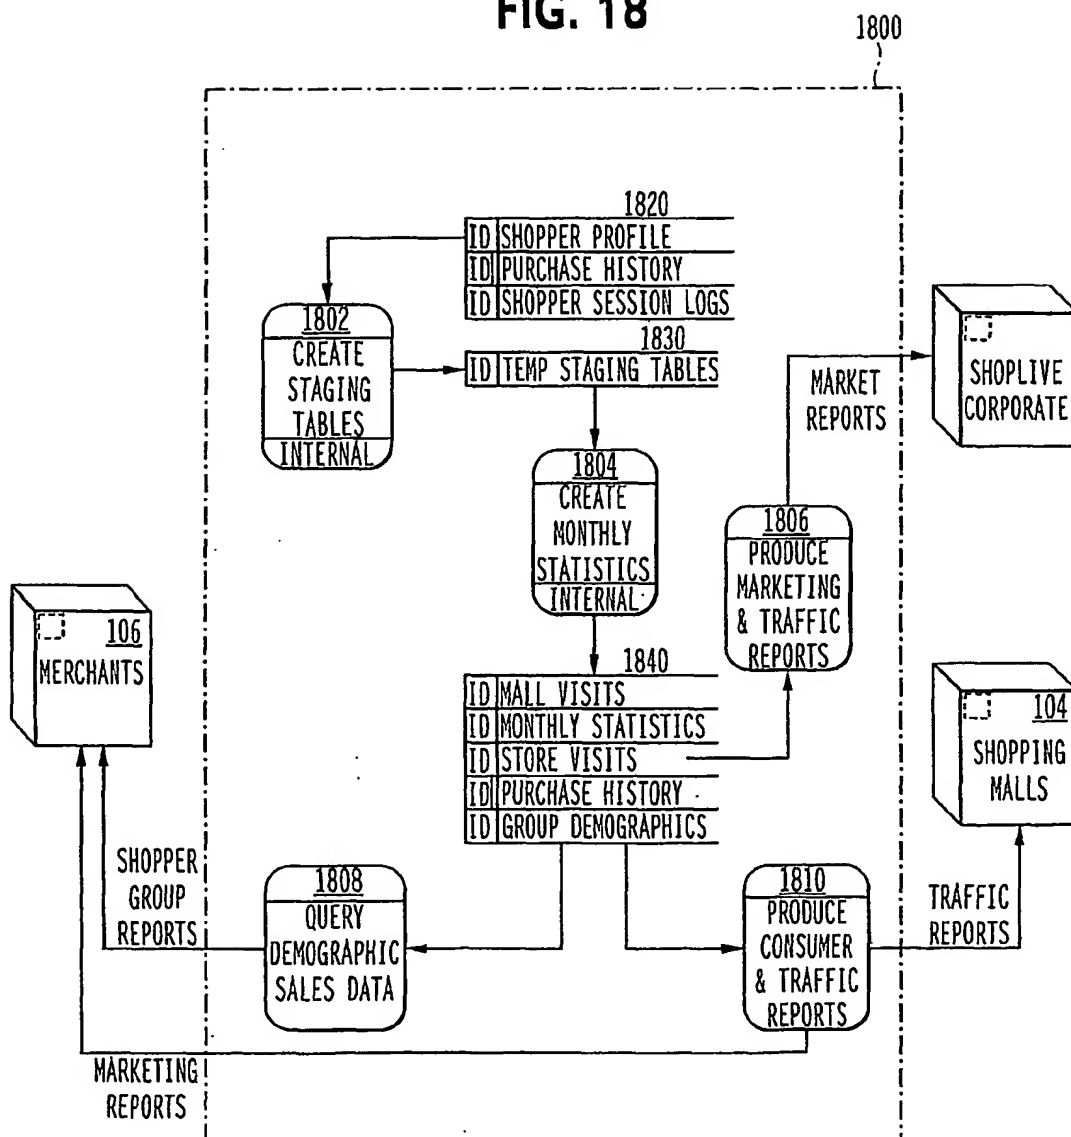 FIG. 18
1800
1820
ID SHOPPER PROFILE
ID PURCHASE HISTORY
ID SHOPPER SESSION LOGS
1830
ID TEMP STAGING TABLES
1802
CREATE
STAGING
TABLES
INTERNAL
1804
CREATE
MONTHLY
STATISTICS
INTERNAL
1806
PRODUCE
MARKETING
& TRAFFIC
REPORTS
MARKET
REPORTS
SHOPLIVE
CORPORATE
106
MERCHANTS
1840
ID MALL VISITS
ID MONTHLY STATISTICS
ID STORE VISITS
ID PURCHASE HISTORY
ID GROUP DEMOGRAPHICS
104
SHOPPING
MALLS
SHOPPER
GROUP
REPORTS
1808
QUERY
DEMOGRAPHIC
SALES DATA
1810
PRODUCE
CONSUMER
& TRAFFIC
REPORTS
TRAFFIC
REPORTS
MARKETING
REPORTS